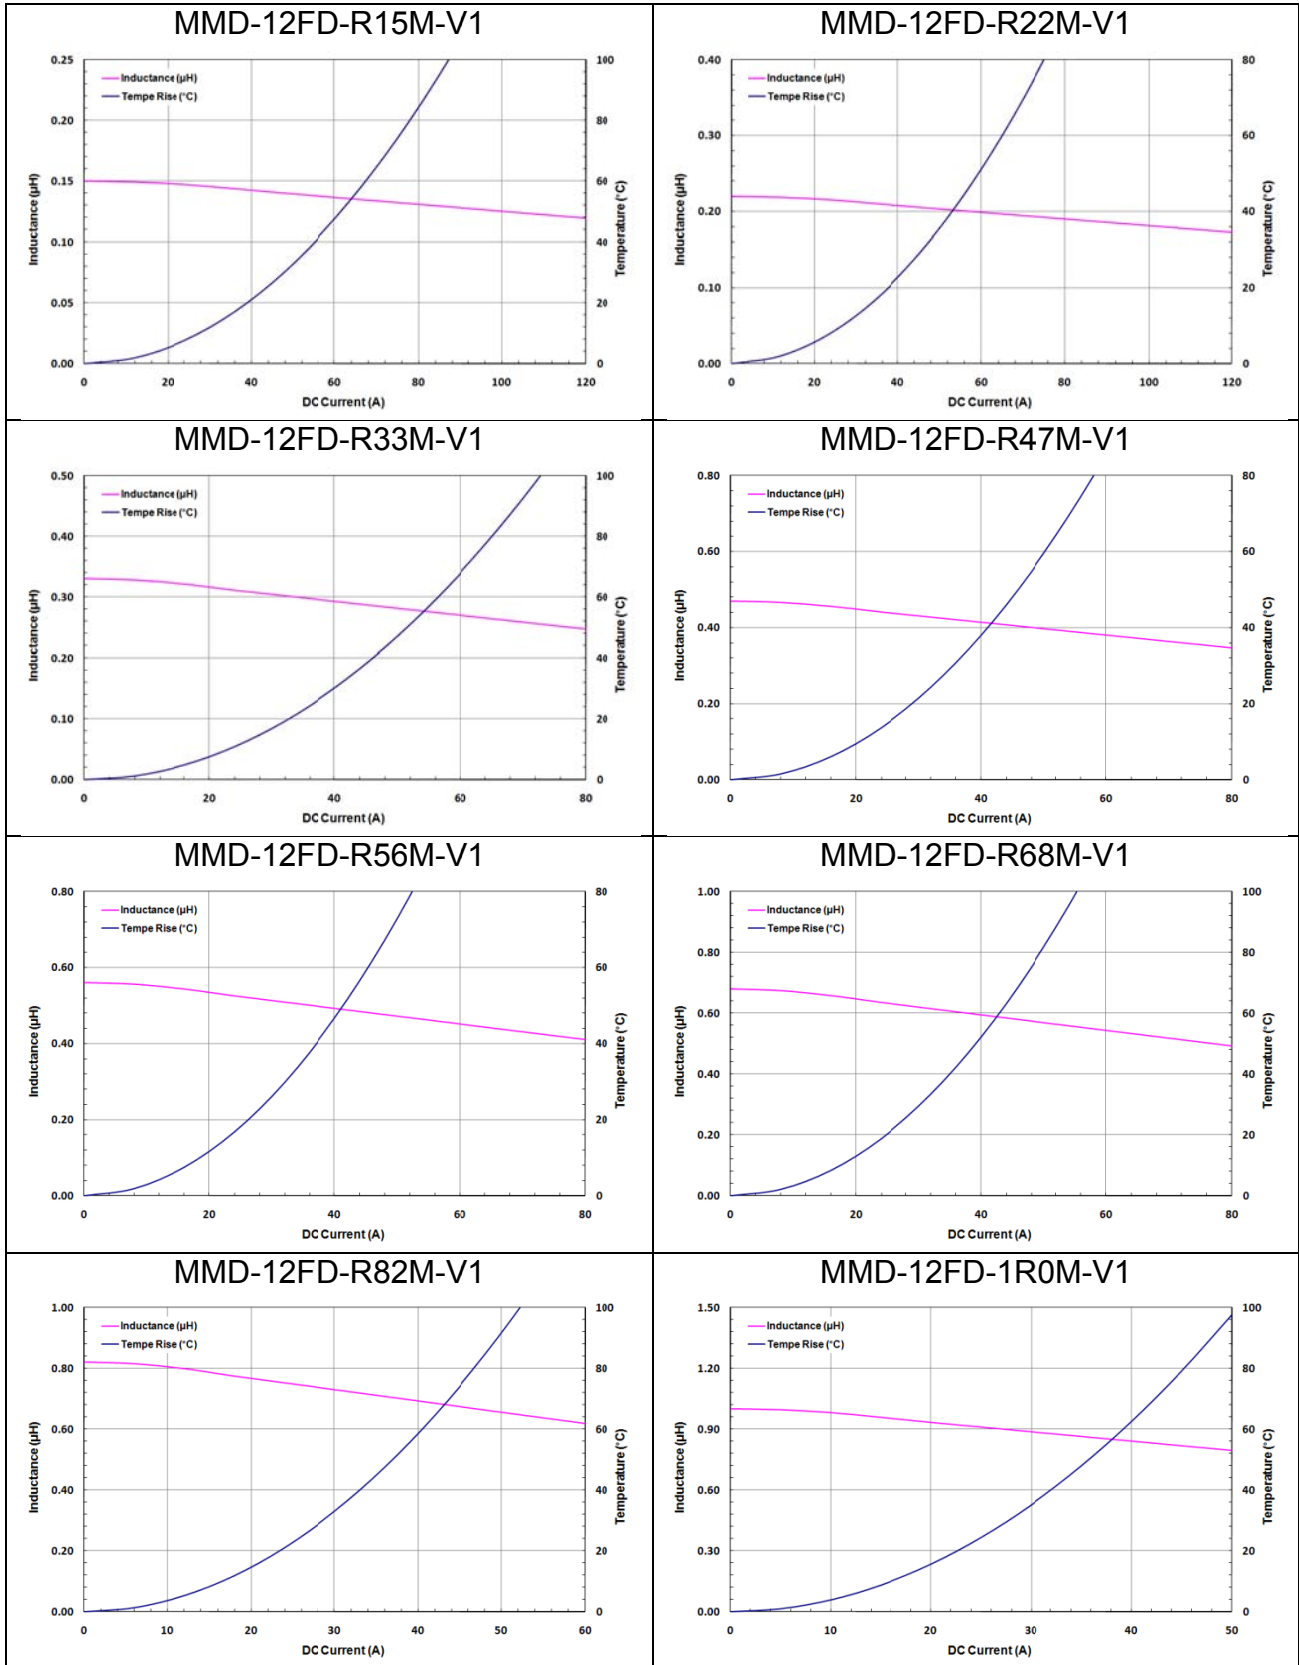 MMD-12FD-R15M-V1
0.25
0.20
0.15
0.10
0.05
0.00
Inductance (µH)
Inductance (µH)
Tempe Rise (°C)
100
80
60
40
20
0
Temperature (°C)
0 20 40 60 80 100 120
DC Current (A)
MMD-12FD-R22M-V1
0.40
0.30
0.20
0.10
0.00
Inductance (µH)
Inductance (µH)
Tempe Rise (°C)
80
60
40
20
0
Temperature (°C)
0 20 40 60 80 100 120
DC Current (A)
MMD-12FD-R33M-V1
0.50
0.40
0.30
0.20
0.10
0.00
Inductance (µH)
Inductance (µH)
Tempe Rise (°C)
100
80
60
40
20
0
Temperature (°C)
0 20 40 60 80
DC Current (A)
MMD-12FD-R47M-V1
0.80
0.60
0.40
0.20
0.00
Inductance (µH)
Inductance (µH)
Tempe Rise (°C)
80
60
40
20
0
Temperature (°C)
0 20 40 60 80
DC Current (A)
MMD-12FD-R56M-V1
0.80
0.60
0.40
0.20
0.00
Inductance (µH)
Inductance (µH)
Tempe Rise (°C)
80
60
40
20
0
Temperature (°C)
0 20 40 60 80
DC Current (A)
MMD-12FD-R68M-V1
1.00
0.80
0.60
0.40
0.20
0.00
Inductance (µH)
Inductance (µH)
Tempe Rise (°C)
100
80
60
40
20
0
Temperature (°C)
0 20 40 60 80
DC Current (A)
MMD-12FD-R82M-V1
1.00
0.80
0.60
0.40
0.20
0.00
Inductance (µH)
Inductance (µH)
Tempe Rise (°C)
100
80
60
40
20
0
Temperature (°C)
0 10 20 30 40 50 60
DC Current (A)
MMD-12FD-1R0M-V1
1.50
1.20
0.90
0.60
0.30
0.00
Inductance (µH)
Inductance (µH)
Tempe Rise (°C)
100
80
60
40
20
0
Temperature (°C)
0 10 20 30 40 50
DC Current (A)